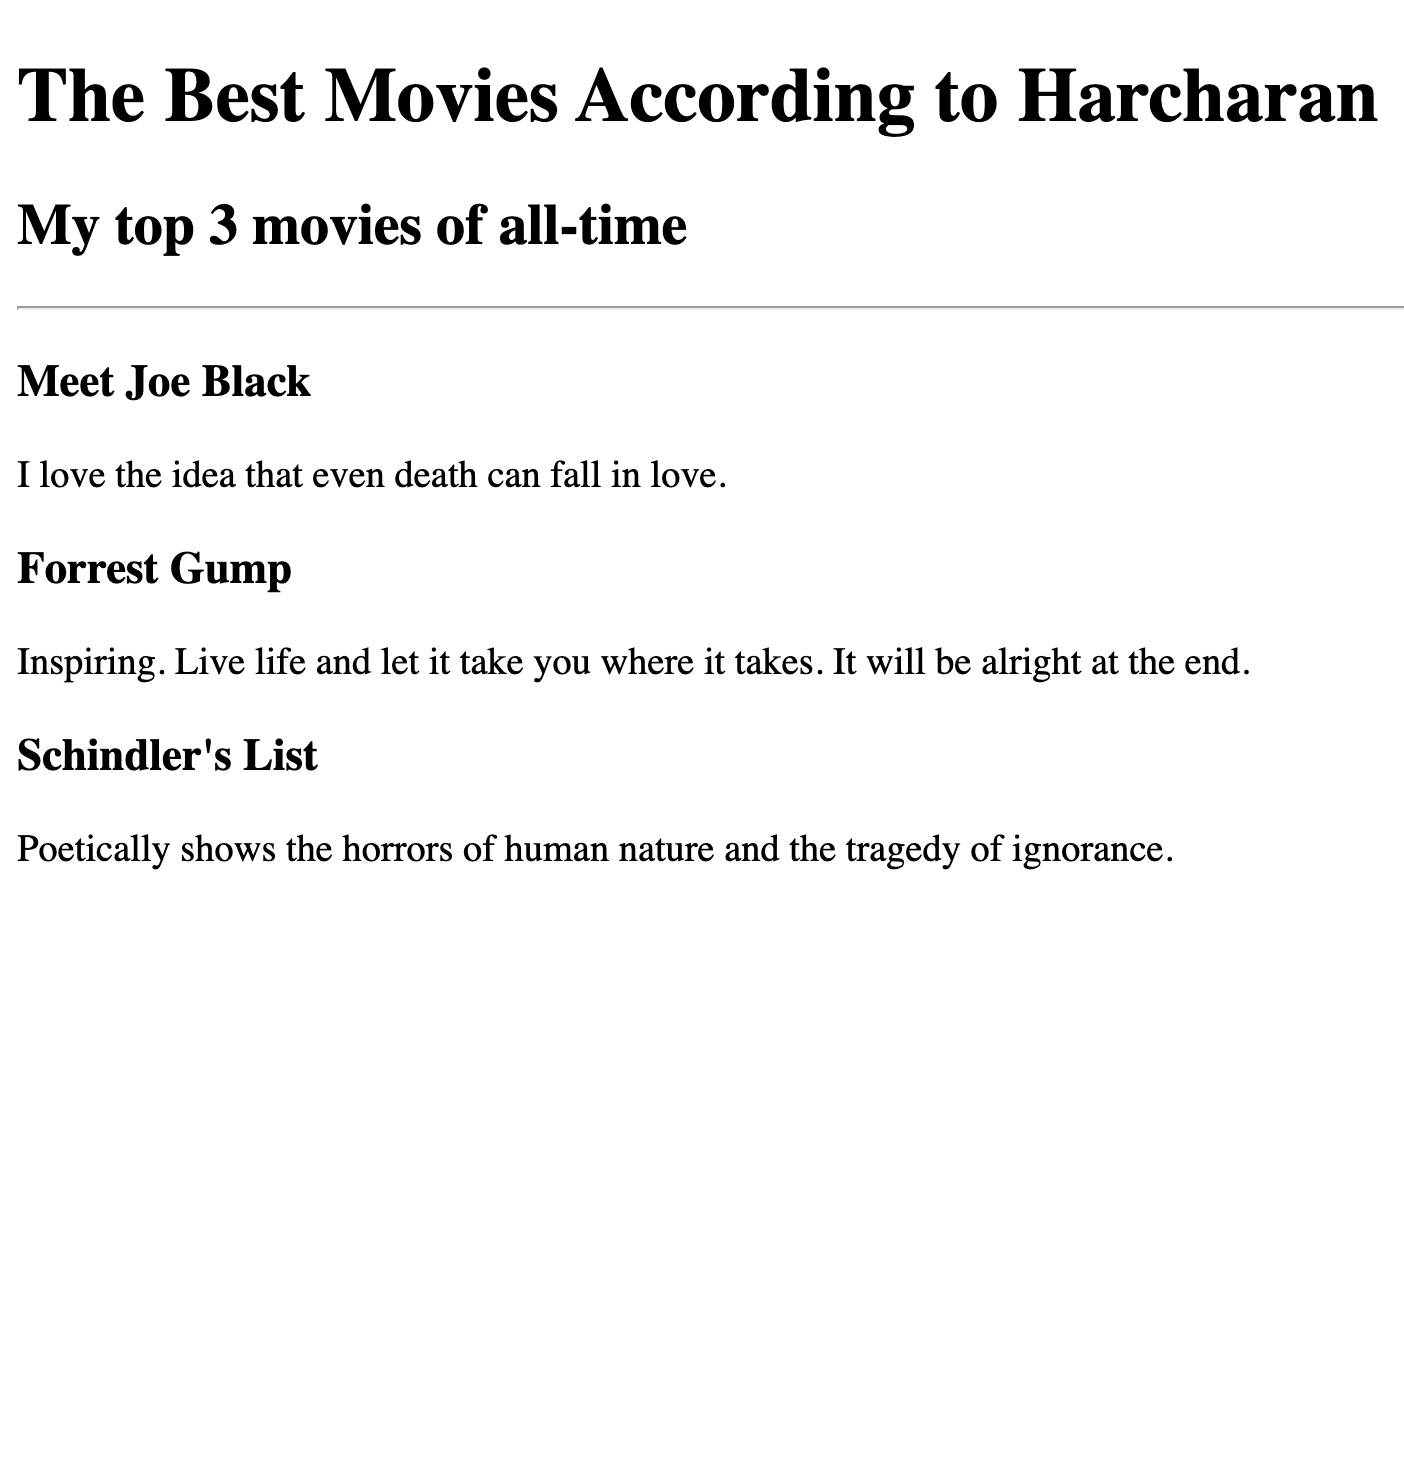 The Best Movies According to Harcharan
My top 3 movies of all-time
Meet Joe Black
I love the idea that even death can fall in love.
Forrest Gump
Inspiring. Live life and let it take you where it takes. It will be alright at the end.
Schindler's List
Poetically shows the horrors of human nature and the tragedy of ignorance.